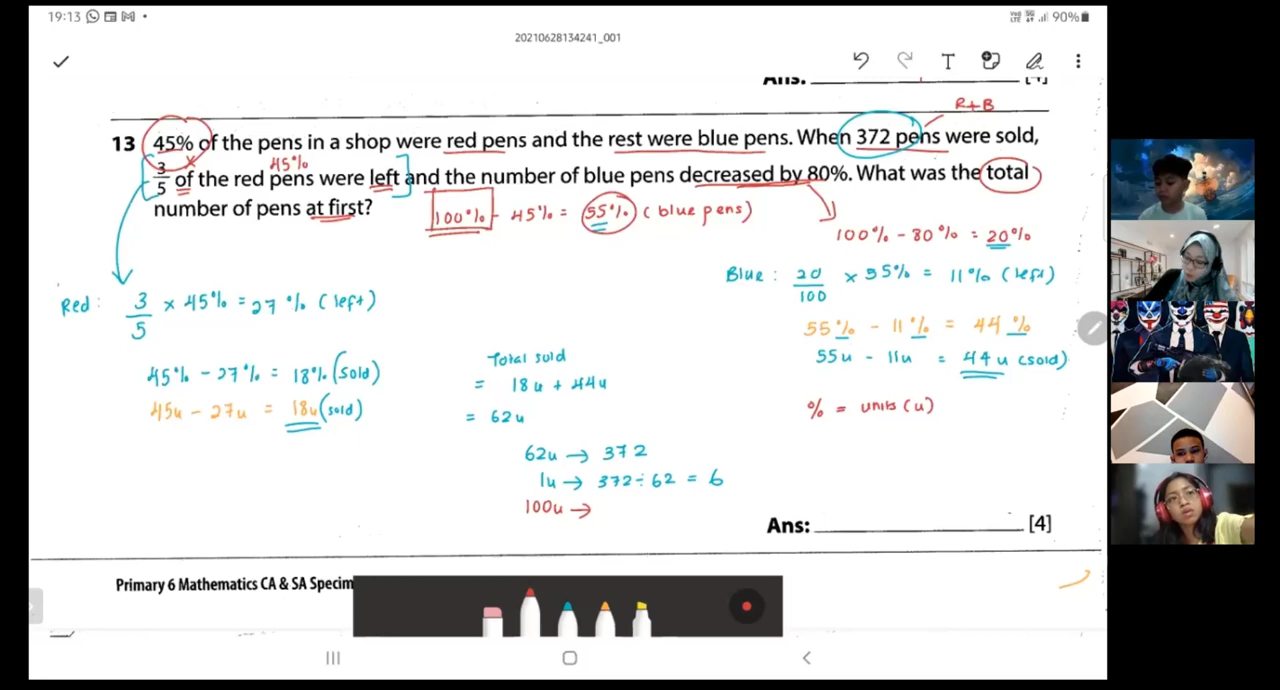 19:13
90%
20210628134241_001
T
Ans. [4]
R+B
13 45% of the pens in a shop were red pens and the rest were blue pens. When 372 pens were sold,
45%
3/5 of the red pens were left and the number of blue pens decreased by 80%. What was the total
number of pens at first?
100% - 45% = 55% (blue pens)
100% - 80% = 20%
Blue: 20/100 x 55% = 11% (left)
Red: 3/5 x 45% = 27% (left)
55% - 11% = 44%
55u - 11u = 44u (sold)
45% - 27% = 18% (sold)
45u - 27u = 18u (sold)
Total sold
= 18u + 44u
= 62u
% = units (u)
62u → 372
1u → 372 ÷ 62 = 6
100u →
Ans: [4]
Primary 6 Mathematics CA & SA Specim